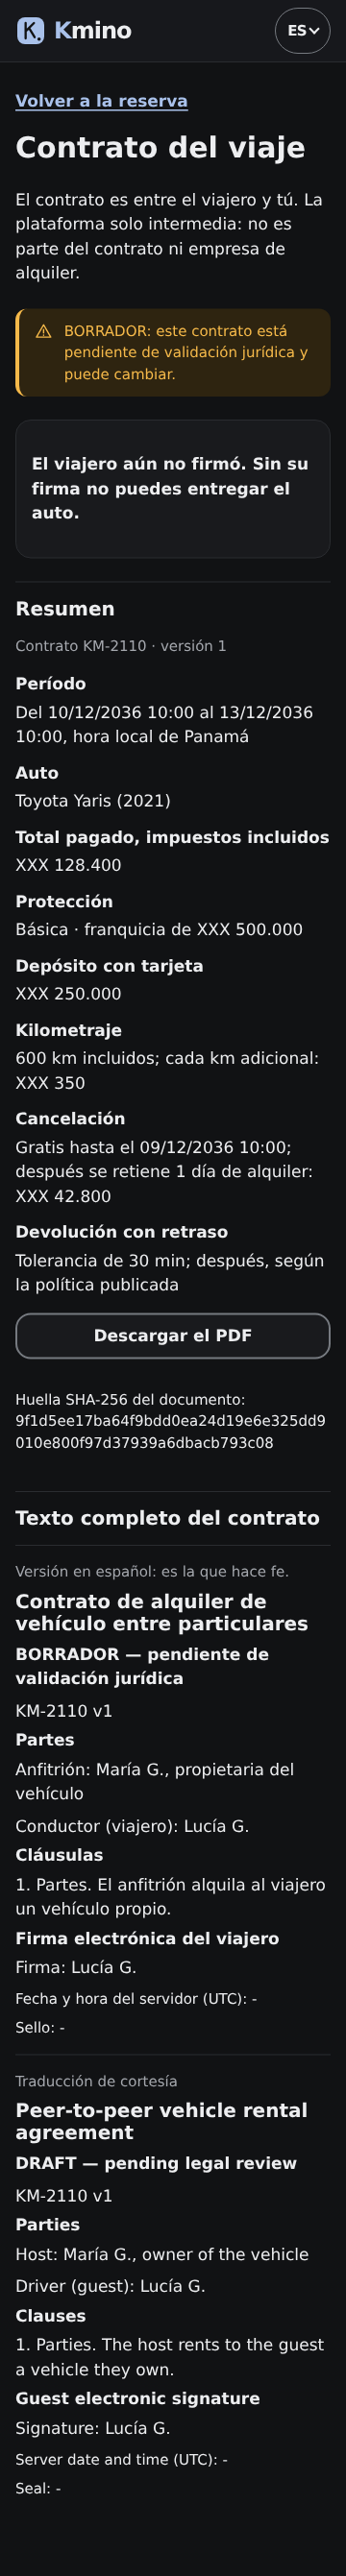 Kmino
ES
Volver a la reserva
Contrato del viaje
El contrato es entre el viajero y tú. La
plataforma solo intermedia: no es
parte del contrato ni empresa de
alquiler.
BORRADOR: este contrato está
pendiente de validación jurídica y
puede cambiar.
El viajero aún no firmó. Sin su
firma no puedes entregar el
auto.
Resumen
Contrato KM-2110 · versión 1
Período
Del 10/12/2036 10:00 al 13/12/2036
10:00, hora local de Panamá
Auto
Toyota Yaris (2021)
Total pagado, impuestos incluidos
XXX 128.400
Protección
Básica · franquicia de XXX 500.000
Depósito con tarjeta
XXX 250.000
Kilometraje
600 km incluidos; cada km adicional:
XXX 350
Cancelación
Gratis hasta el 09/12/2036 10:00;
después se retiene 1 día de alquiler:
XXX 42.800
Devolución con retraso
Tolerancia de 30 min; después, según
la política publicada
Descargar el PDF
Huella SHA-256 del documento:
9f1d5ee17ba64f9bdd0ea24d19e6e325dd9
010e800f97d37939a6dbacb793c08
Texto completo del contrato
Versión en español: es la que hace fe.
Contrato de alquiler de
vehículo entre particulares
BORRADOR — pendiente de
validación jurídica
KM-2110 v1
Partes
Anfitrión: María G., propietaria del
vehículo
Conductor (viajero): Lucía G.
Cláusulas
1. Partes. El anfitrión alquila al viajero
un vehículo propio.
Firma electrónica del viajero
Firma: Lucía G.
Fecha y hora del servidor (UTC): -
Sello: -
Traducción de cortesía
Peer-to-peer vehicle rental
agreement
DRAFT — pending legal review
KM-2110 v1
Parties
Host: María G., owner of the vehicle
Driver (guest): Lucía G.
Clauses
1. Parties. The host rents to the guest
a vehicle they own.
Guest electronic signature
Signature: Lucía G.
Server date and time (UTC): -
Seal: -